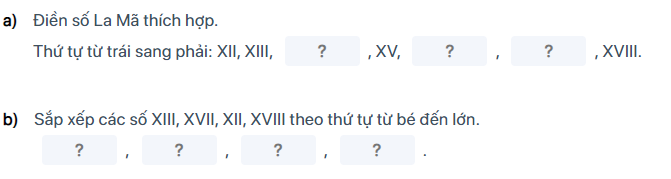 a) Điền số La Mã thích hợp.
Thứ tự từ trái sang phải: XII, XIII, ? , XV, ? , ? , XVIII.
b) Sắp xếp các số XIII, XVII, XII, XVIII theo thứ tự từ bé đến lớn.
? , ? , ? , ? .